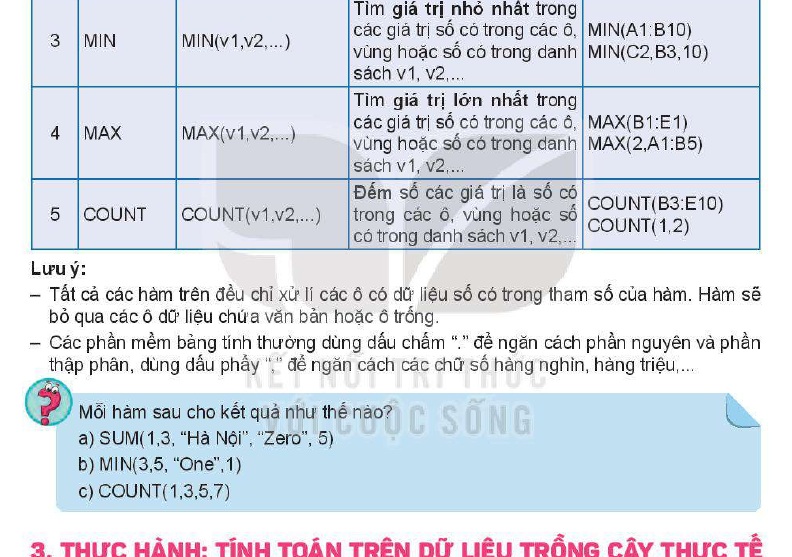 Tìm giá trị nhỏ nhất trong
các giá trị số có trong các ô,
vùng hoặc số có trong danh
sách v1, v2,...
3 MIN MIN(v1,v2,...)
MIN(A1:B10)
MIN(C2,B3,10)
Tìm giá trị lớn nhất trong
các giá trị số có trong các ô,
vùng hoặc số có trong danh
sách v1, v2,...
4 MAX MAX(v1,v2,...)
MAX(B1:E1)
MAX(2,A1:B5)
Đếm số các giá trị là số có
trong các ô, vùng hoặc số
có trong danh sách v1, v2,...
5 COUNT COUNT(v1,v2,...)
COUNT(B3:E10)
COUNT(1,2)
Lưu ý:
– Tất cả các hàm trên đều chỉ xử lí các ô có dữ liệu số có trong tham số của hàm. Hàm sẽ
bỏ qua các ô dữ liệu chứa văn bản hoặc ô trống.
– Các phần mềm bảng tính thường dùng dấu chấm “.” để ngăn cách phần nguyên và phần
thập phân, dùng dấu phẩy “,” để ngăn cách các chữ số hàng nghìn, hàng triệu,...
KẾT NỐI TRI THỨC
VỚI CUỘC SỐNG
?
Mỗi hàm sau cho kết quả như thế nào?
a) SUM(1,3, “Hà Nội”, “Zero”, 5)
b) MIN(3,5, “One”,1)
c) COUNT(1,3,5,7)
3. THỰC HÀNH: TÍNH TOÁN TRÊN DỮ LIỆU TRỒNG CÂY THỰC TẾ